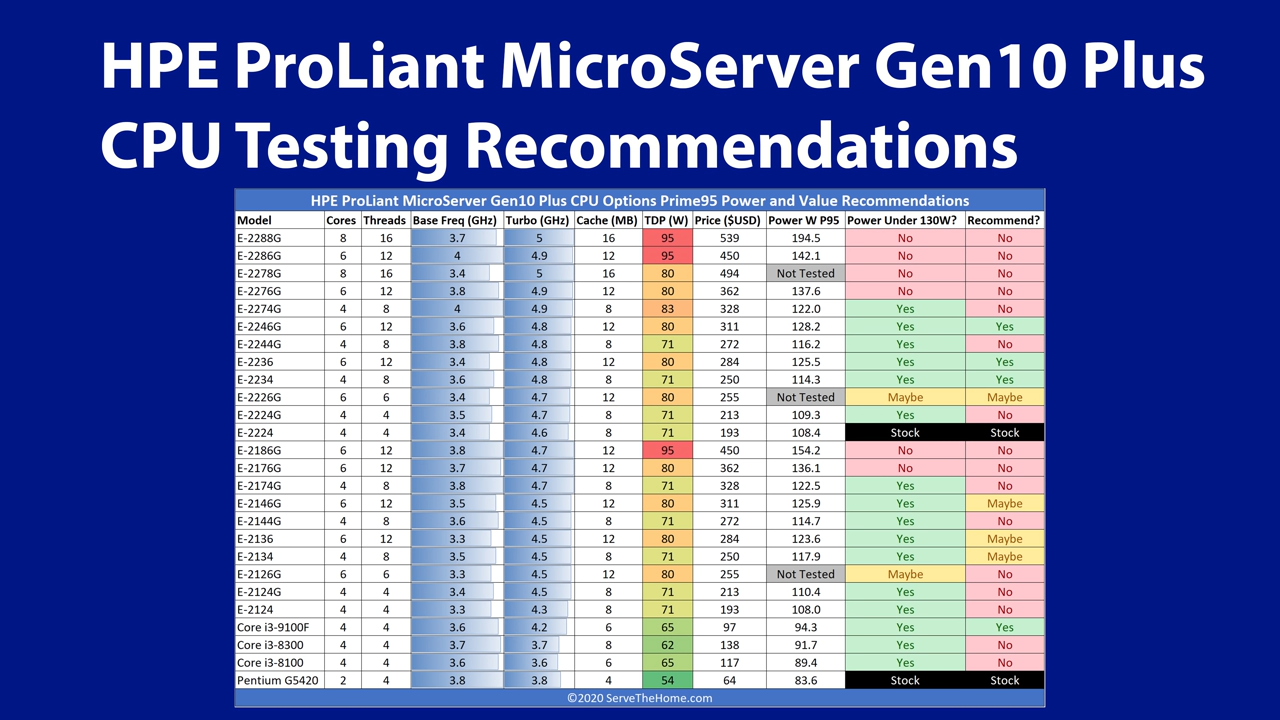 HPE ProLiant MicroServer Gen10 Plus
CPU Testing Recommendations
HPE ProLiant MicroServer Gen10 Plus CPU Options Prime95 Power and Value Recommendations
Model Cores Threads Base Freq (GHz) Turbo (GHz) Cache (MB) TDP (W) Price ($USD) Power W P95 Power Under 130W? Recommend?
E-2288G 8 16 3.7 5 16 95 539 194.5 No No
E-2286G 6 12 4 4.9 12 95 450 142.1 No No
E-2278G 8 16 3.4 5 16 80 494 Not Tested No No
E-2276G 6 12 3.8 4.9 12 80 362 137.6 No No
E-2274G 4 8 4 4.9 8 83 328 122.0 Yes No
E-2246G 6 12 3.6 4.8 12 80 311 128.2 Yes Yes
E-2244G 4 8 3.8 4.8 8 71 272 116.2 Yes No
E-2236 6 12 3.4 4.8 12 80 284 125.5 Yes Yes
E-2234 4 8 3.6 4.8 8 71 250 114.3 Yes Yes
E-2226G 6 6 3.4 4.7 12 80 255 Not Tested Maybe Maybe
E-2224G 4 4 3.5 4.7 8 71 213 109.3 Yes No
E-2224 4 4 3.4 4.6 8 71 193 108.4 Stock Stock
E-2186G 6 12 3.8 4.7 12 95 450 154.2 No No
E-2176G 6 12 3.7 4.7 12 80 362 136.1 No No
E-2174G 4 8 3.8 4.7 8 71 328 122.5 Yes No
E-2146G 6 12 3.5 4.5 12 80 311 125.9 Yes Maybe
E-2144G 4 8 3.6 4.5 8 71 272 114.7 Yes No
E-2136 6 12 3.3 4.5 12 80 284 123.6 Yes Maybe
E-2134 4 8 3.5 4.5 8 71 250 117.9 Yes Maybe
E-2126G 6 6 3.3 4.5 12 80 255 Not Tested Maybe No
E-2124G 4 4 3.4 4.5 8 71 213 110.4 Yes No
E-2124 4 4 3.3 4.3 8 71 193 108.0 Yes No
Core i3-9100F 4 4 3.6 4.2 6 65 97 94.3 Yes Yes
Core i3-8300 4 4 3.7 3.7 8 62 138 91.7 Yes No
Core i3-8100 4 4 3.6 3.6 6 65 117 89.4 Yes No
Pentium G5420 2 4 3.8 3.8 4 54 64 83.6 Stock Stock
©2020 ServeTheHome.com